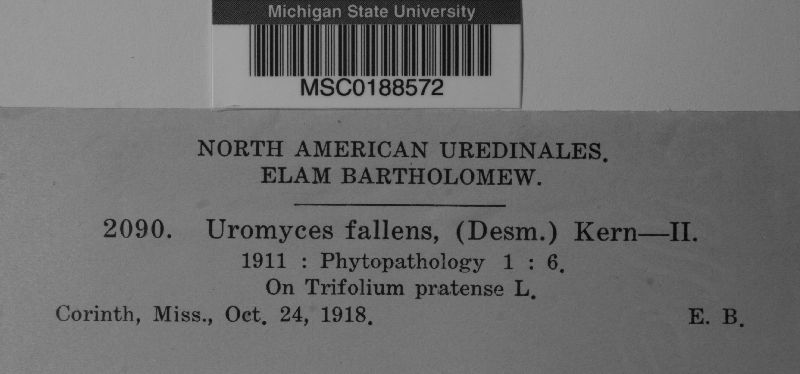 Michigan State University
MSC0188572
NORTH AMERICAN UREDINALES.
ELAM BARTHOLOMEW.
2090. Uromyces fallens, (Desm.) Kern—II.
1911 : Phytopathology 1 : 6.
On Trifolium pratense L.
Corinth, Miss., Oct. 24, 1918. E. B.